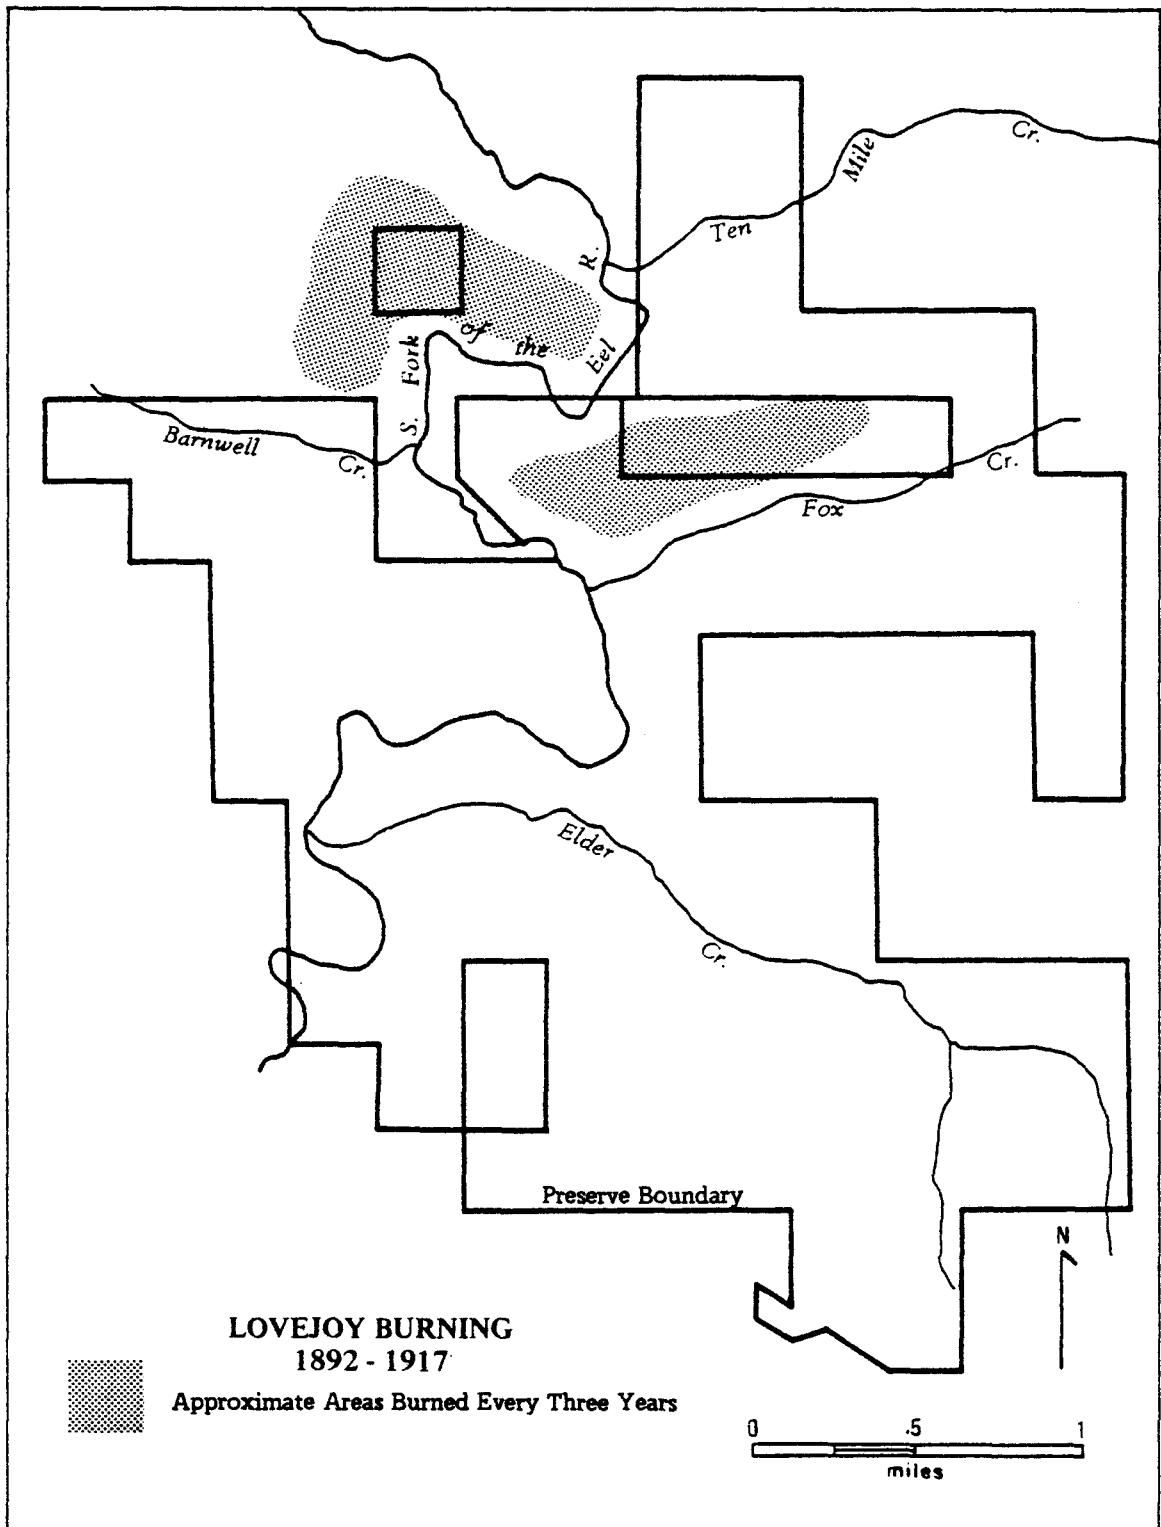 Cr.
Mile
Ten
S. Fork of the Eel R.
Barnwell
Cr.
Cr.
Fox
Elder
Cr.
Preserve Boundary
N
LOVEJOY BURNING
1892 - 1917
Approximate Areas Burned Every Three Years
0 .5 1
miles